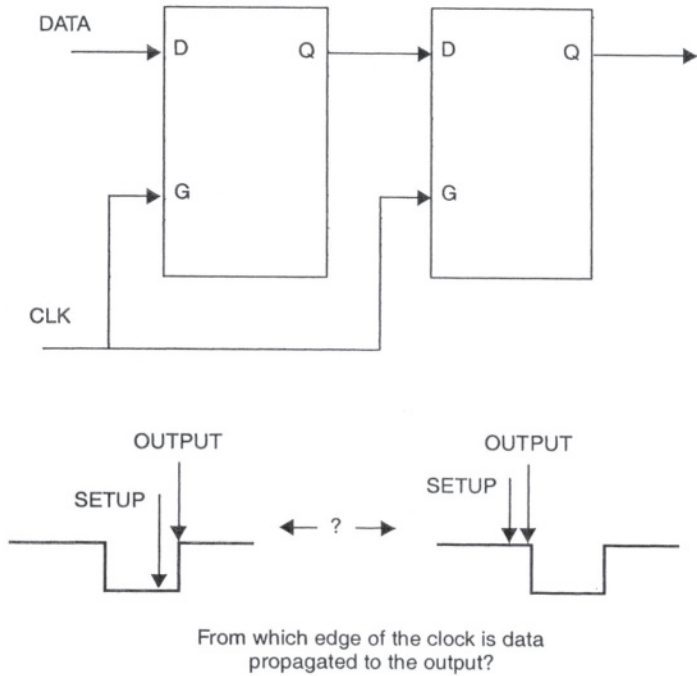 DATA
D Q D Q
G G
CLK
OUTPUT OUTPUT
SETUP SETUP
?
From which edge of the clock is data
propagated to the output?